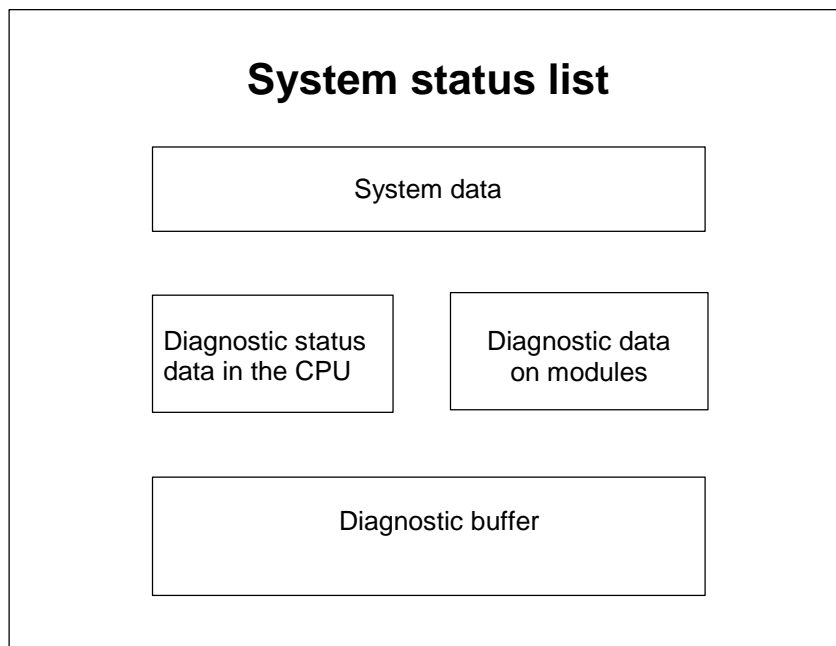 System status list
System data
Diagnostic status
data in the CPU
Diagnostic data
on modules
Diagnostic buffer